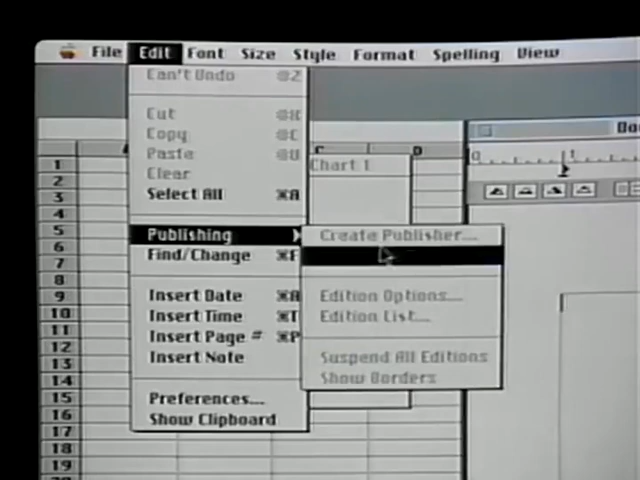 File Edit Font Size Style Format Spelling View
Can't Undo ⌘Z
Cut ⌘X
Copy ⌘C
Paste ⌘V
Clear
Select All ⌘A
Publishing
Find/Change ⌘F
Insert Date ⌘A
Insert Time ⌘T
Insert Page # ⌘P
Insert Note
Preferences...
Show Clipboard
Create Publisher...
Edition Options...
Edition List...
Suspend All Editions
Show Borders
Chart 1
C D
1
2
3
4
5
6
7
8
9
10
11
12
13
14
15
16
17
18
19
0 1